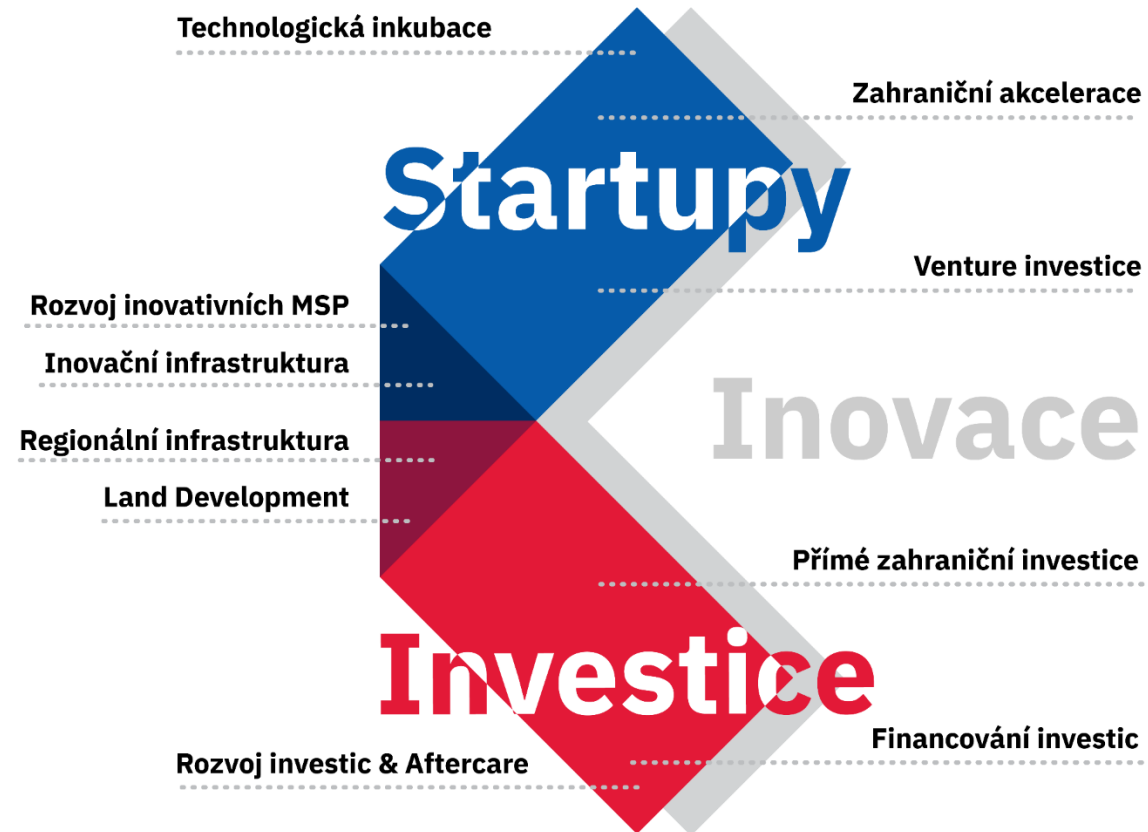 Technologická inkubace
Zahraniční akcelerace
Startupy
Venture investice
Rozvoj inovativních MSP
Inovační infrastruktura
Inovace
Regionální infrastruktura
Land Development
Přímé zahraniční investice
Investice
Financování investic
Rozvoj investic & Aftercare